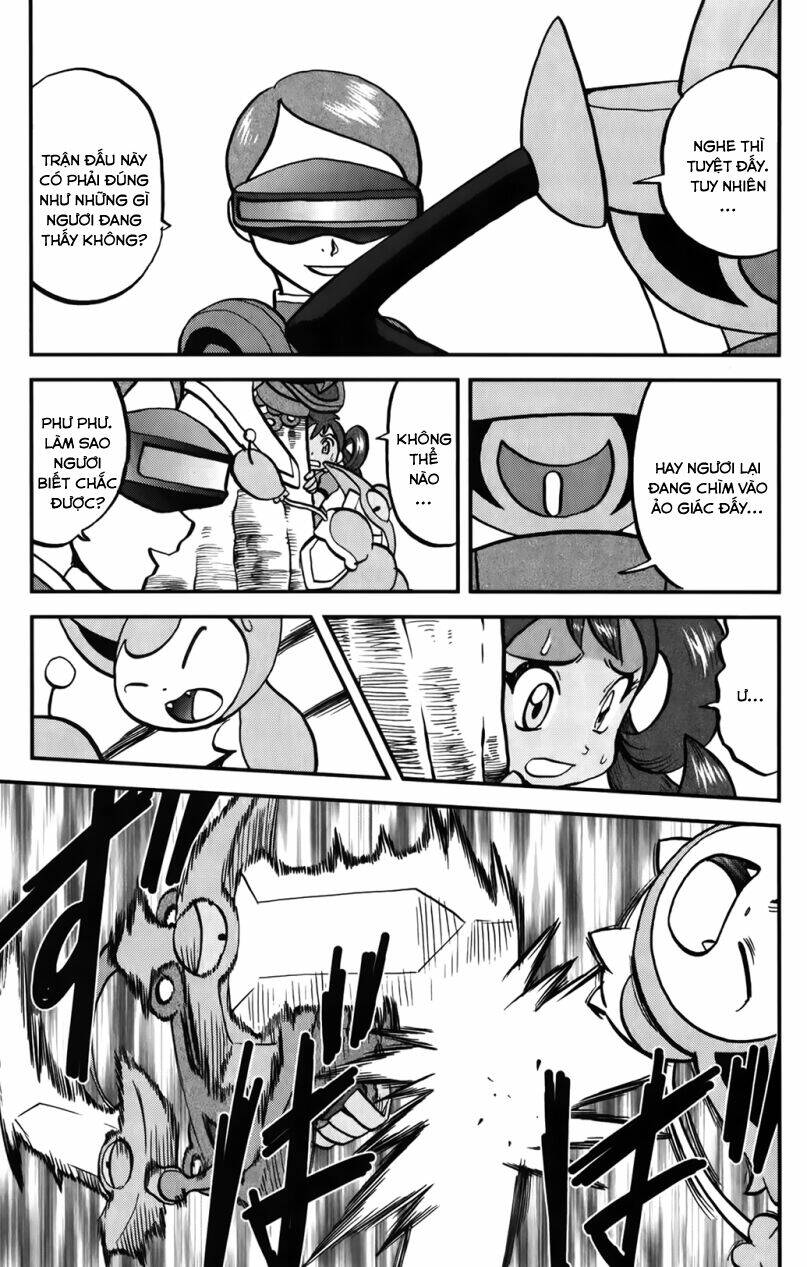 NGHE THÌ
TUYỆT ĐẤY.
TUY NHIÊN
...
TRẬN ĐẤU NÀY
CÓ PHẢI ĐÚNG
NHƯ NHỮNG GÌ
NGƯƠI ĐANG
THẤY KHÔNG?
HAY NGƯƠI LẠI
ĐANG CHÌM VÀO
ẢO GIÁC ĐẤY...
KHÔNG
THỂ
NÀO
...
PHƯ PHƯ.
LÀM SAO
NGƯƠI
BIẾT CHẮC
ĐƯỢC?
Ư...